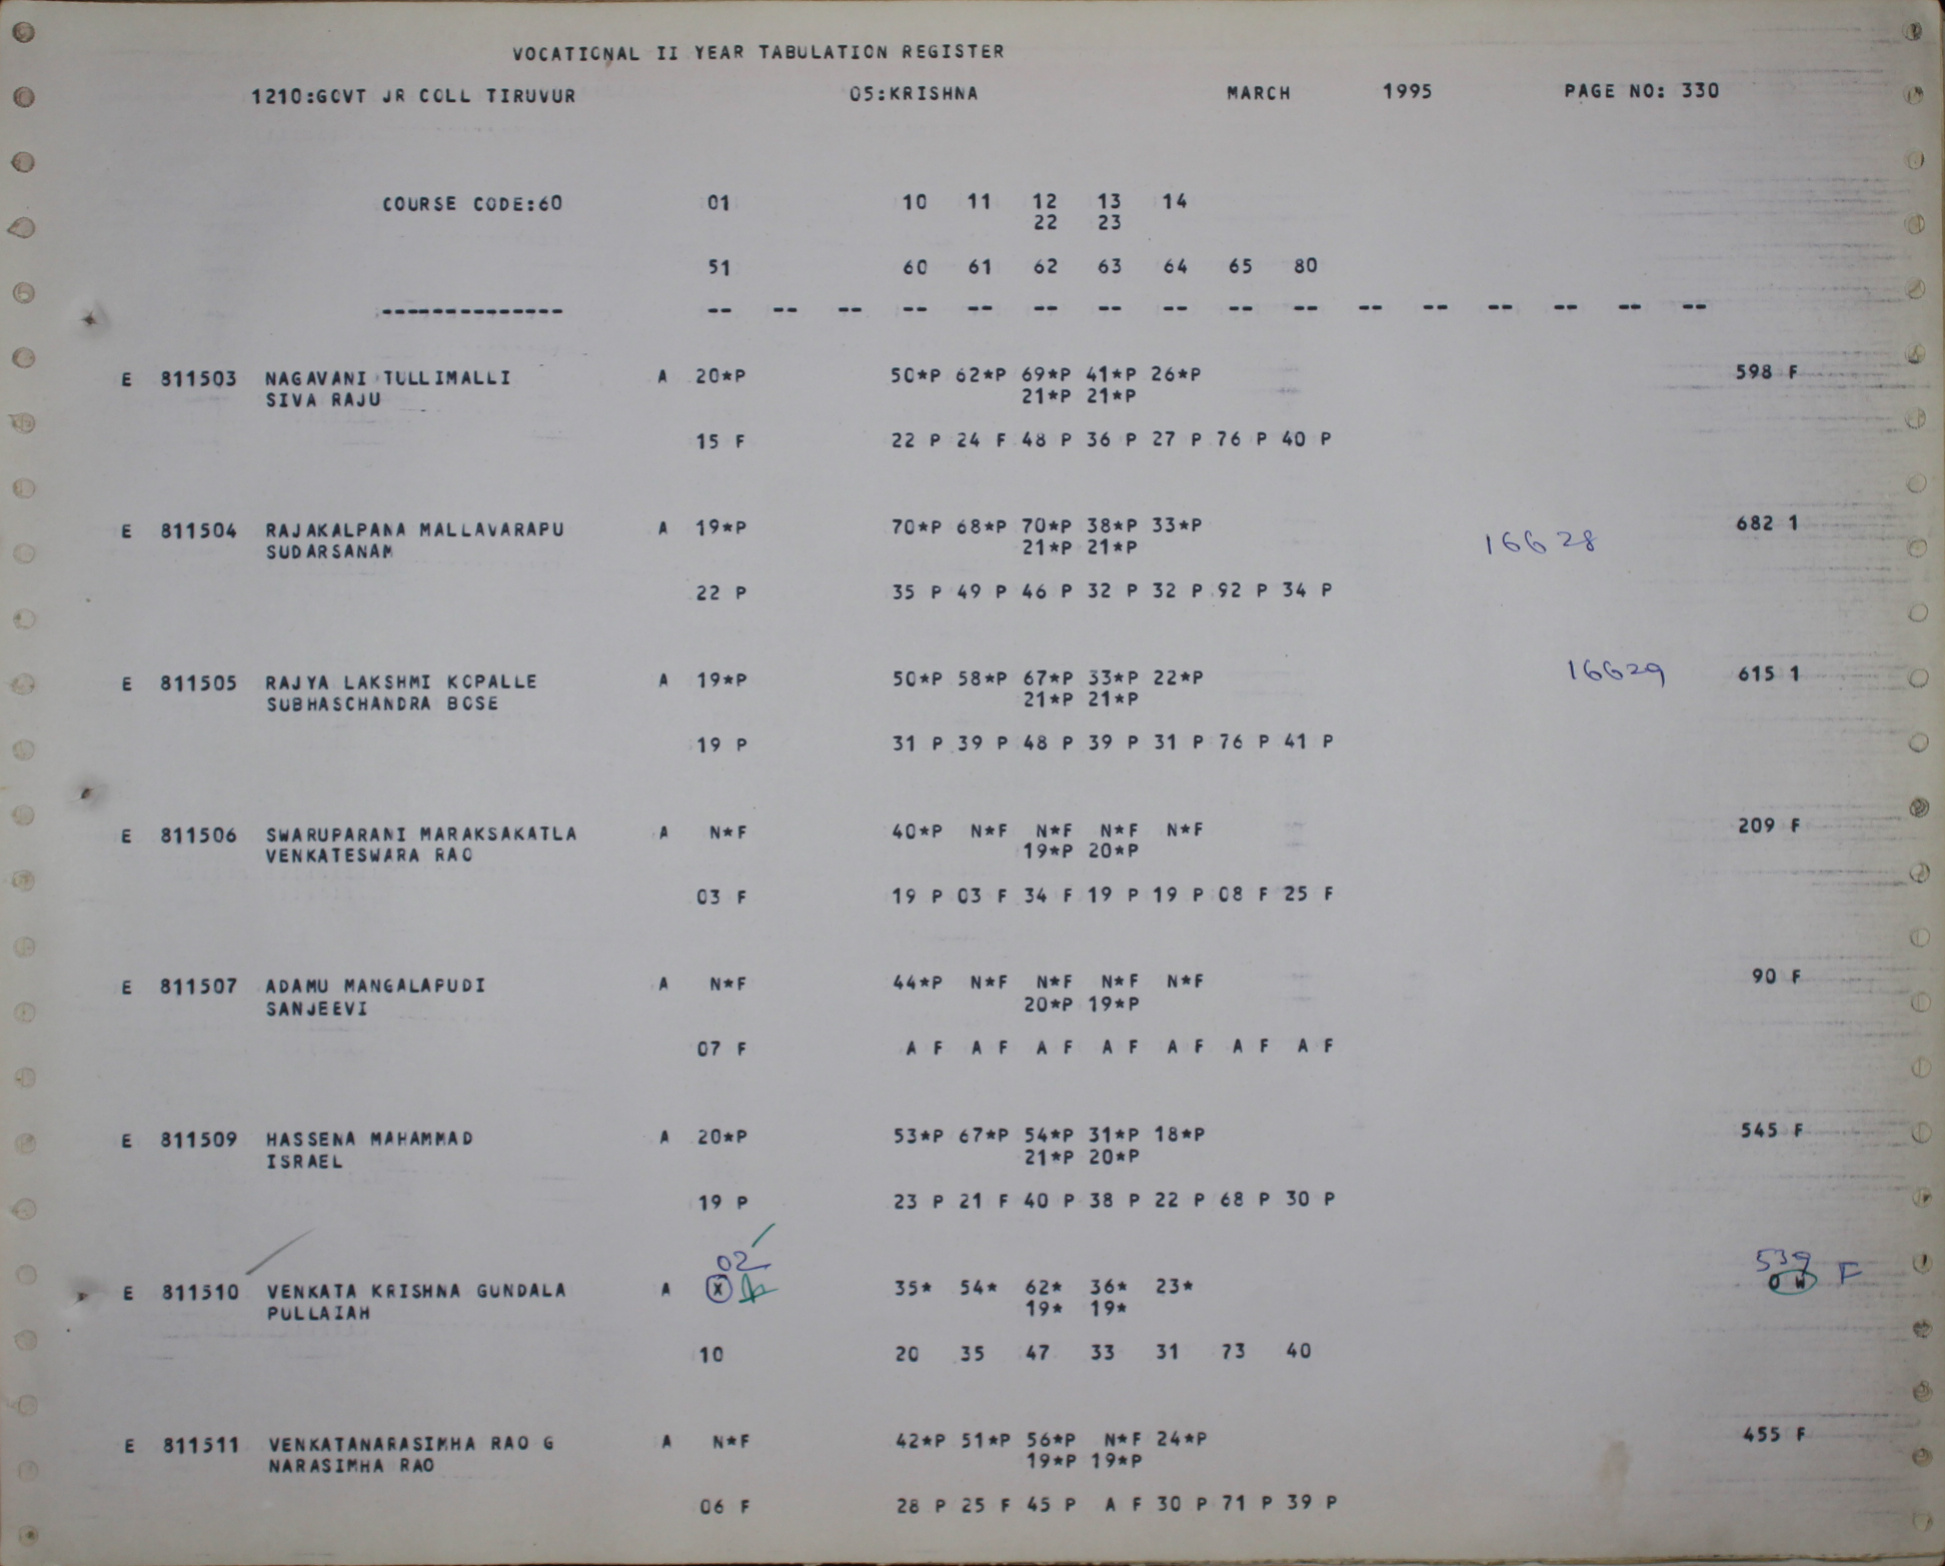 VOCATIONAL II YEAR TABULATION REGISTER
1210:GOVT JR COLL TIRUVUR 05:KRISHNA MARCH 1995 PAGE NO: 330
COURSE CODE:60 01 10 11 12 13 14
22 23
51 60 61 62 63 64 65 80
-------------- -- -- -- -- -- -- -- -- -- -- -- -- -- -- -- --
E 811503 NAGAVANI TULLIMALLI A 20*P 50*P 62*P 69*P 41*P 26*P 598 F
SIVA RAJU 21*P 21*P
15 F 22 P 24 F 48 P 36 P 27 P 76 P 40 P
E 811504 RAJAKALPANA MALLAVARAPU A 19*P 70*P 68*P 70*P 38*P 33*P 16628 682 1
SUDARSANAM 21*P 21*P
22 P 35 P 49 P 46 P 32 P 32 P 92 P 34 P
E 811505 RAJYA LAKSHMI KOPALLE A 19*P 50*P 58*P 67*P 33*P 22*P 16629 615 1
SUBHASCHANDRA BOSE 21*P 21*P
19 P 31 P 39 P 48 P 39 P 31 P 76 P 41 P
E 811506 SWARUPARANI MARAKSAKATLA A N*F 40*P N*F N*F N*F N*F 209 F
VENKATESWARA RAO 19*P 20*P
03 F 19 P 03 F 34 F 19 P 19 P 08 F 25 F
E 811507 ADAMU MANGALAPUDI A N*F 44*P N*F N*F N*F N*F 90 F
SANJEEVI 20*P 19*P
07 F A F A F A F A F A F A F A F
E 811509 HASSENA MAHAMMAD A 20*P 53*P 67*P 54*P 31*P 18*P 545 F
ISRAEL 21*P 20*P
19 P 23 P 21 F 40 P 38 P 22 P 68 P 30 P
02 539 F
E 811510 VENKATA KRISHNA GUNDALA A X 35* 54* 62* 36* 23* 0 W
PULLAIAH 19* 19*
10 20 35 47 33 31 73 40
E 811511 VENKATANARASIMHA RAO G A N*F 42*P 51*P 56*P N*F 24*P 455 F
NARASIMHA RAO 19*P 19*P
06 F 28 P 25 F 45 P A F 30 P 71 P 39 P